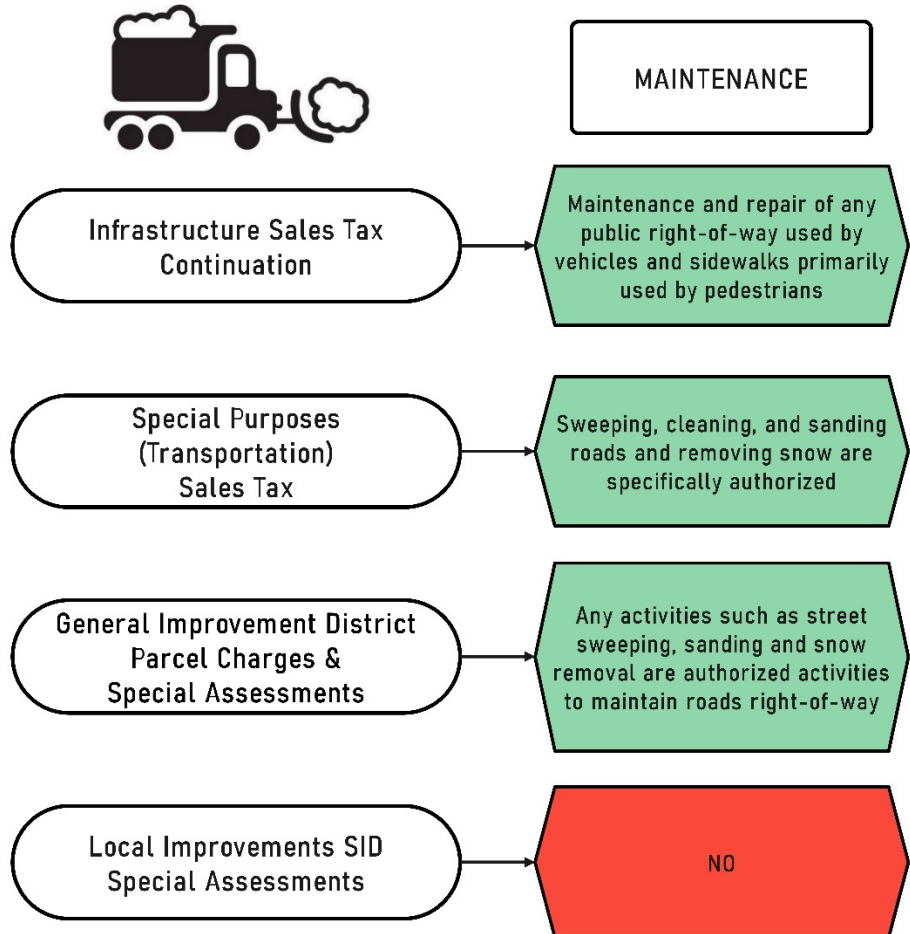 MAINTENANCE
Infrastructure Sales Tax
Continuation
Maintenance and repair of any
public right-of-way used by
vehicles and sidewalks primarily
used by pedestrians
Special Purposes
(Transportation)
Sales Tax
Sweeping, cleaning, and sanding
roads and removing snow are
specifically authorized
General Improvement District
Parcel Charges &
Special Assessments
Any activities such as street
sweeping, sanding and snow
removal are authorized activities
to maintain roads right-of-way
Local Improvements SID
Special Assessments
NO